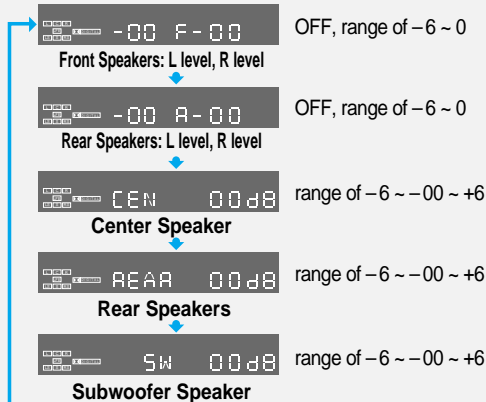 -00 F-00 OFF, range of –6 ~ 0
Front Speakers: L level, R level
-00 R-00 OFF, range of –6 ~ 0
Rear Speakers: L level, R level
CEN 00dB range of –6 ~ –00 ~ +6
Center Speaker
REAR 00dB range of –6 ~ –00 ~ +6
Rear Speakers
SW 00dB range of –6 ~ –00 ~ +6
Subwoofer Speaker